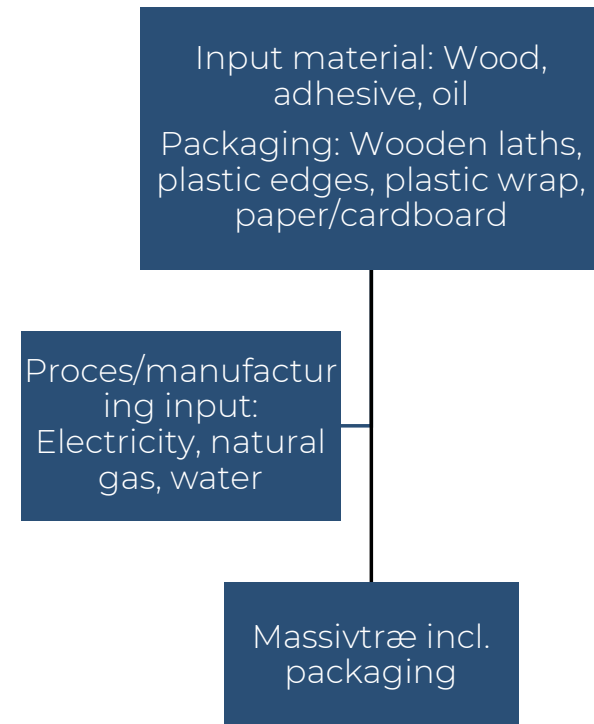 Input material: Wood,
adhesive, oil
Packaging: Wooden laths,
plastic edges, plastic wrap,
paper/cardboard
Proces/manufactur
ing input:
Electricity, natural
gas, water
Massivtræ incl.
packaging